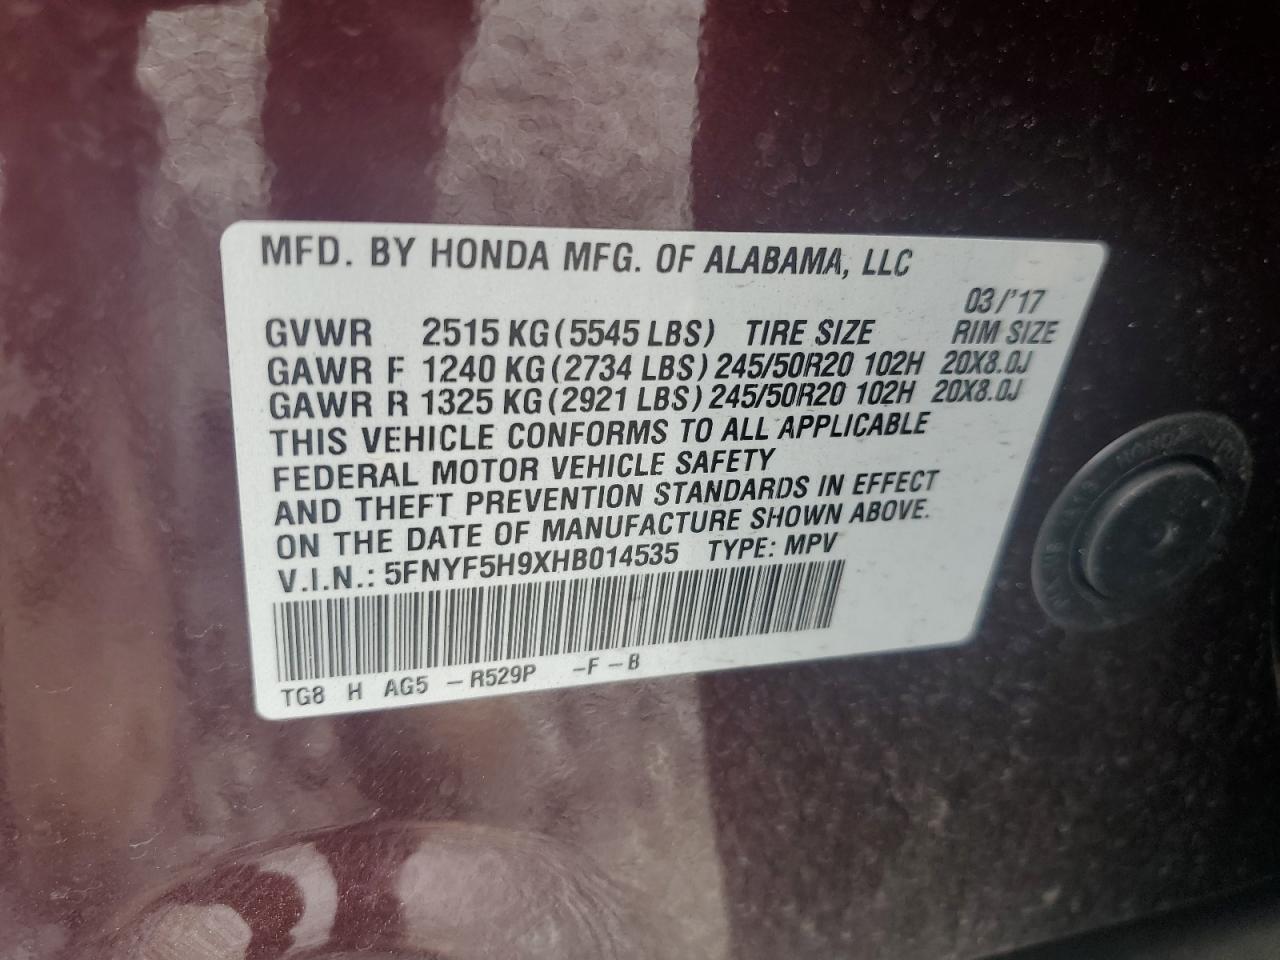 MFD. BY HONDA MFG. OF ALABAMA, LLC
03/'17
GVWR 2515 KG (5545 LBS) TIRE SIZE RIM SIZE
GAWR F 1240 KG (2734 LBS) 245/50R20 102H 20X8.0J
GAWR R 1325 KG (2921 LBS) 245/50R20 102H 20X8.0J
THIS VEHICLE CONFORMS TO ALL APPLICABLE
FEDERAL MOTOR VEHICLE SAFETY
AND THEFT PREVENTION STANDARDS IN EFFECT
ON THE DATE OF MANUFACTURE SHOWN ABOVE.
V.I.N.: 5FNYF5H9XHB014535 TYPE: MPV
TG8 H AG5 -R529P -F-B
HONDA